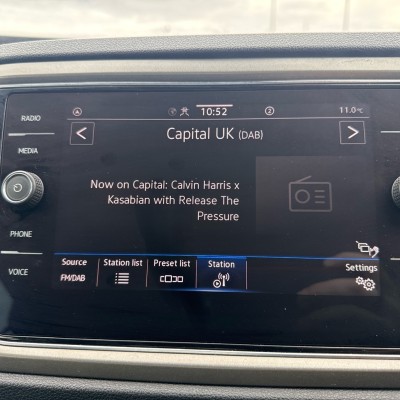 RADIO
MEDIA
PHONE
VOICE
10:52
2
11.0°C
Capital UK (DAB)
Now on Capital: Calvin Harris x
Kasabian with Release The
Pressure
Source
FM/DAB
Station list
Preset list
Station
Settings